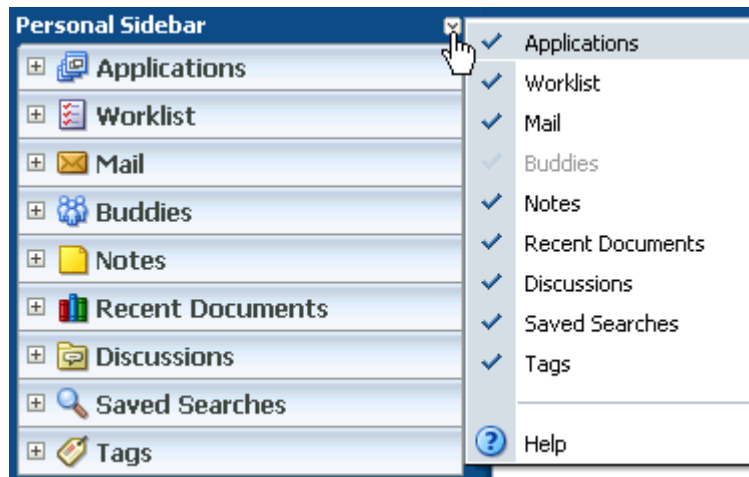 Personal Sidebar
Applications
Worklist
Mail
Buddies
Notes
Recent Documents
Discussions
Saved Searches
Tags
Applications
Worklist
Mail
Buddies
Notes
Recent Documents
Discussions
Saved Searches
Tags
Help